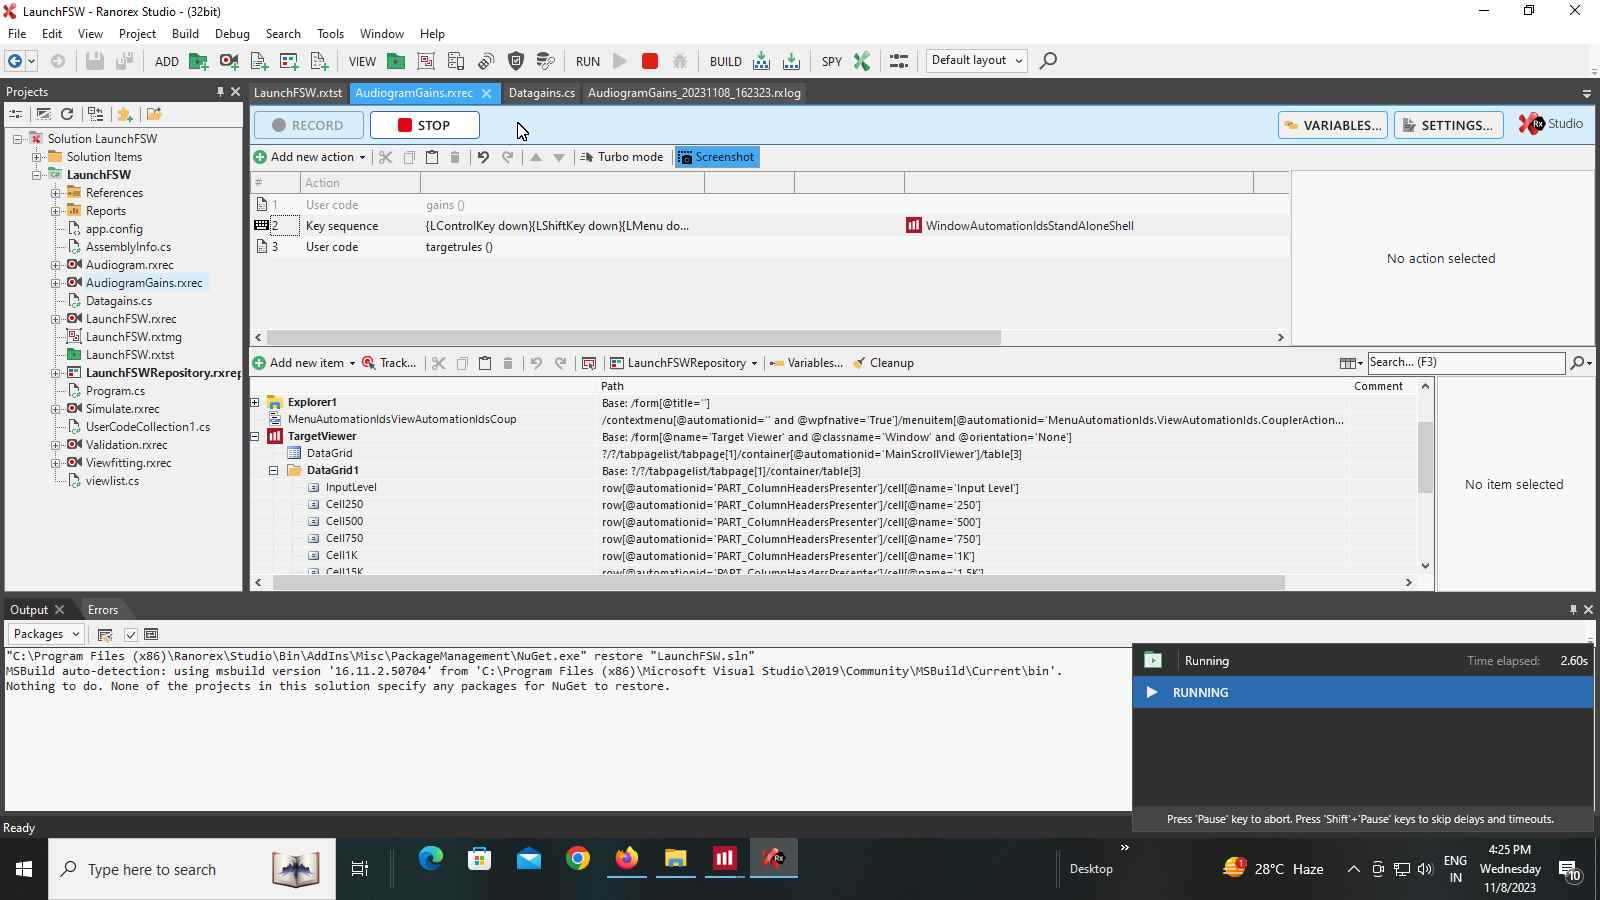 LaunchFSW - Ranorex Studio - (32bit)
File Edit View Project Build Debug Search Tools Window Help
ADD VIEW RUN BUILD SPY Default layout
Projects
LaunchFSW.rxtst AudiogramGains.rxrec Datagains.cs AudiogramGains_20231108_162323.rxlog
RECORD STOP VARIABLES... SETTINGS... Rx Studio
Add new action Turbo mode Screenshot
# Action
1 User code gains ()
2 Key sequence {LControlKey down}{LShiftKey down}{LMenu do... WindowAutomationIdsStandAloneShell
3 User code targetrules ()
No action selected
Solution LaunchFSW
Solution Items
LaunchFSW
References
Reports
app.config
AssemblyInfo.cs
Audiogram.rxrec
AudiogramGains.rxrec
Datagains.cs
LaunchFSW.rxrec
LaunchFSW.rxtmg
LaunchFSW.rxtst
LaunchFSWRepository.rxrep
Program.cs
Simulate.rxrec
UserCodeCollection1.cs
Validation.rxrec
Viewfitting.rxrec
viewlist.cs
Add new item Track... LaunchFSWRepository Variables... Cleanup Search... (F3)
Path Comment
Explorer1 Base: /form[@title='']
MenuAutomationIdsViewAutomationIdsCoup /contextmenu[@automationid='' and @wpfnative='True']/menuitem[@automationid='MenuAutomationIds.ViewAutomationIds.CouplerAction...
TargetViewer Base: /form[@name='Target Viewer' and @classname='Window' and @orientation='None']
DataGrid ?/?/tabpagelist/tabpage[1]/container[@automationid='MainScrollViewer']/table[3]
DataGrid1 Base: ?/?/tabpagelist/tabpage[1]/container/table[3]
InputLevel row[@automationid='PART_ColumnHeadersPresenter']/cell[@name='Input Level']
Cell250 row[@automationid='PART_ColumnHeadersPresenter']/cell[@name='250']
Cell500 row[@automationid='PART_ColumnHeadersPresenter']/cell[@name='500']
Cell750 row[@automationid='PART_ColumnHeadersPresenter']/cell[@name='750']
Cell1K row[@automationid='PART_ColumnHeadersPresenter']/cell[@name='1K']
Cell15K row[@automationid='PART_ColumnHeadersPresenter']/cell[@name='1.5K']
No item selected
Output Errors
Packages
"C:\Program Files (x86)\Ranorex\Studio\Bin\AddIns\Misc\PackageManagement\NuGet.exe" restore "LaunchFSW.sln"
MSBuild auto-detection: using msbuild version '16.11.2.50704' from 'C:\Program Files (x86)\Microsoft Visual Studio\2019\Community\MSBuild\Current\bin'.
Nothing to do. None of the projects in this solution specify any packages for NuGet to restore.
Running Time elapsed: 2.60s
RUNNING
Press 'Pause' key to abort. Press 'Shift'+'Pause' keys to skip delays and timeouts.
Ready
Type here to search
Rx
Desktop
»
1
28°C Haze
ENG
IN
4:25 PM
Wednesday
11/8/2023
10